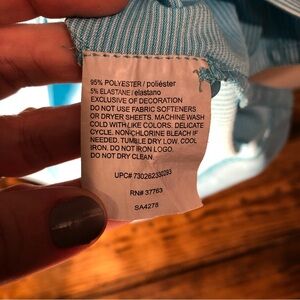 95% POLYESTER / poliéster
5% ELASTANE / elastano
EXCLUSIVE OF DECORATION
DO NOT USE FABRIC SOFTENERS
OR DRYER SHEETS. MACHINE WASH
COLD WITH LIKE COLORS. DELICATE
CYCLE. NON-CHLORINE BLEACH IF
NEEDED. TUMBLE DRY LOW. COOL
IRON. DO NOT IRON LOGO.
DO NOT DRY CLEAN.
UPC# 730262330293
RN# 37763
SA4278